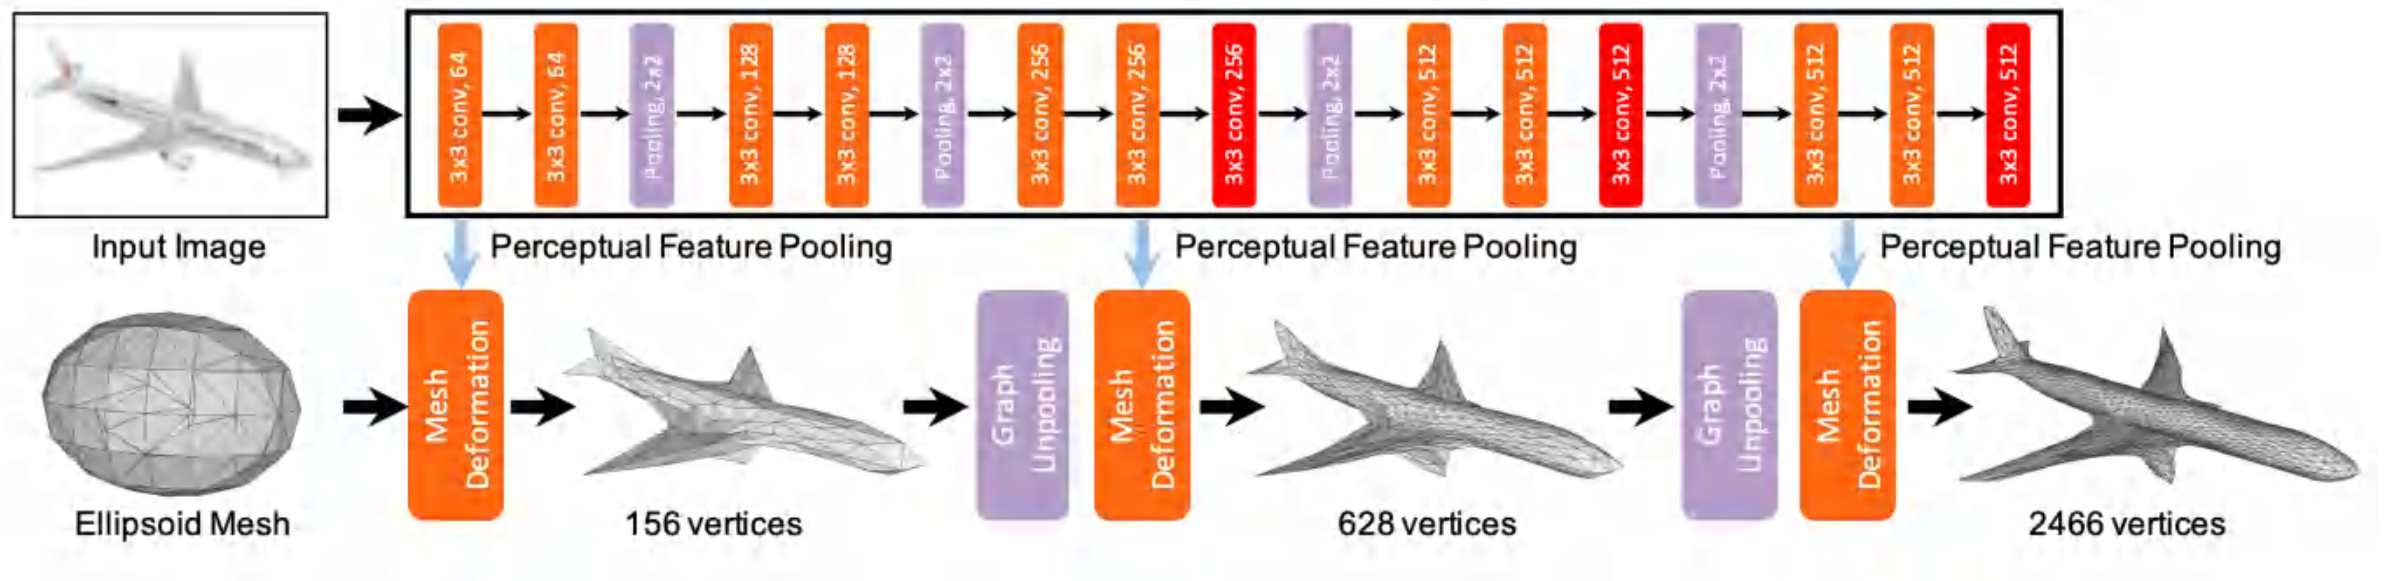 3x3 conv, 64
3x3 conv, 64
Pooling, 2x2
3x3 conv, 128
3x3 conv, 128
Pooling, 2x2
3x3 conv, 256
3x3 conv, 256
3x3 conv, 256
Pooling, 2x2
3x3 conv, 512
3x3 conv, 512
3x3 conv, 512
Pooling, 2x2
3x3 conv, 512
3x3 conv, 512
3x3 conv, 512
Input Image
Perceptual Feature Pooling
Perceptual Feature Pooling
Perceptual Feature Pooling
Mesh
Deformation
Graph
Unpooling
Mesh
Deformation
Graph
Unpooling
Mesh
Deformation
Ellipsoid Mesh
156 vertices
628 vertices
2466 vertices